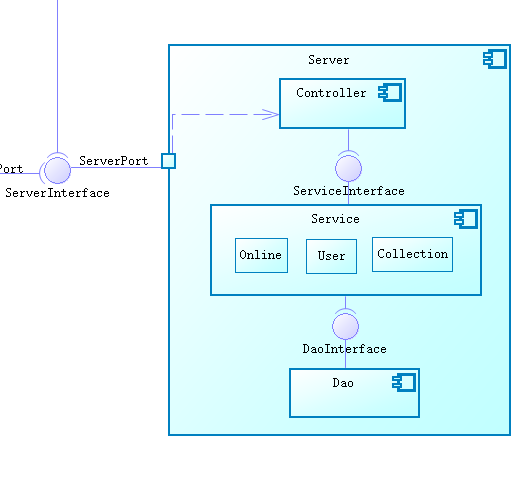 Server
Controller
Port
ServerPort
ServerInterface
ServiceInterface
Service
Online
User
Collection
DaoInterface
Dao